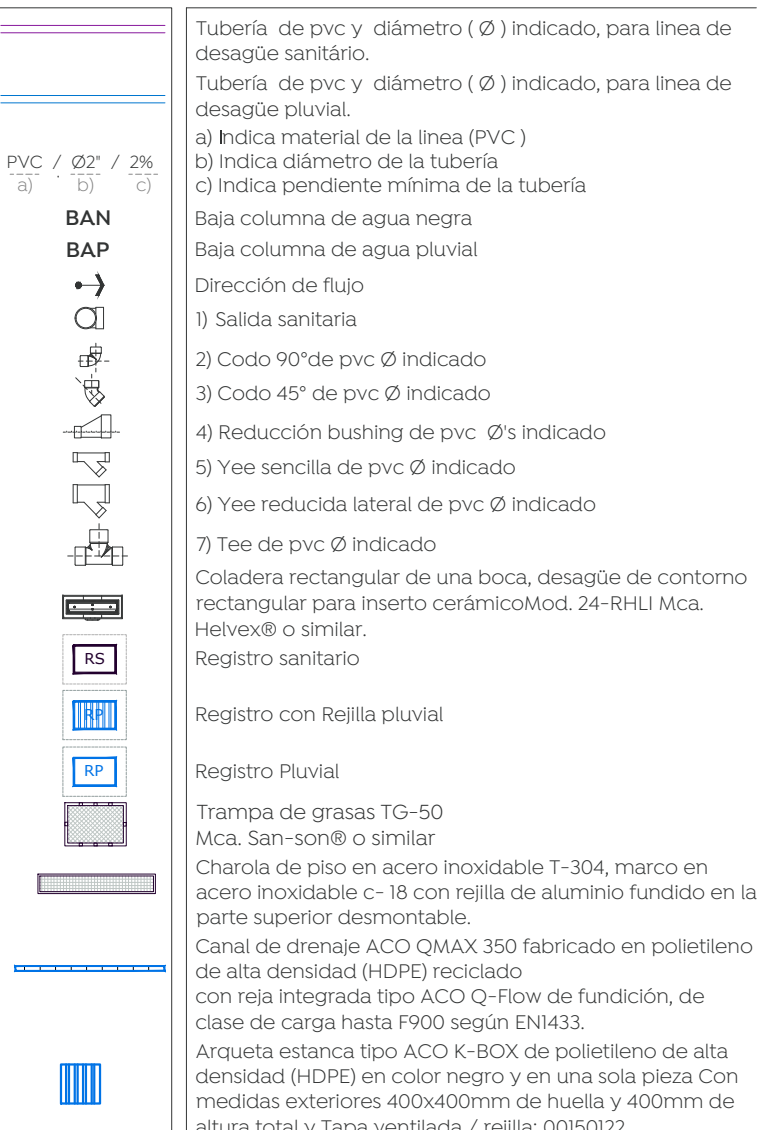 Tubería de pvc y diámetro ( Ø ) indicado, para linea de
desagüe sanitário.
Tubería de pvc y diámetro ( Ø ) indicado, para linea de
desagüe pluvial.
PVC / Ø2" / 2%
a) b) c)
a) Indica material de la linea (PVC )
b) Indica diámetro de la tubería
c) Indica pendiente mínima de la tubería
BAN Baja columna de agua negra
BAP Baja columna de agua pluvial
Dirección de flujo
1) Salida sanitaria
2) Codo 90°de pvc Ø indicado
3) Codo 45° de pvc Ø indicado
4) Reducción bushing de pvc Ø's indicado
5) Yee sencilla de pvc Ø indicado
6) Yee reducida lateral de pvc Ø indicado
7) Tee de pvc Ø indicado
Coladera rectangular de una boca, desagüe de contorno
rectangular para inserto cerámicoMod. 24-RHLI Mca.
Helvex® o similar.
RS Registro sanitario
RP Registro con Rejilla pluvial
RP Registro Pluvial
Trampa de grasas TG-50
Mca. San-son® o similar
Charola de piso en acero inoxidable T-304, marco en
acero inoxidable c- 18 con rejilla de aluminio fundido en la
parte superior desmontable.
Canal de drenaje ACO QMAX 350 fabricado en polietileno
de alta densidad (HDPE) reciclado
con reja integrada tipo ACO Q-Flow de fundición, de
clase de carga hasta F900 según EN1433.
Arqueta estanca tipo ACO K-BOX de polietileno de alta
densidad (HDPE) en color negro y en una sola pieza Con
medidas exteriores 400x400mm de huella y 400mm de
altura total y Tapa ventilada / rejilla: 00150122